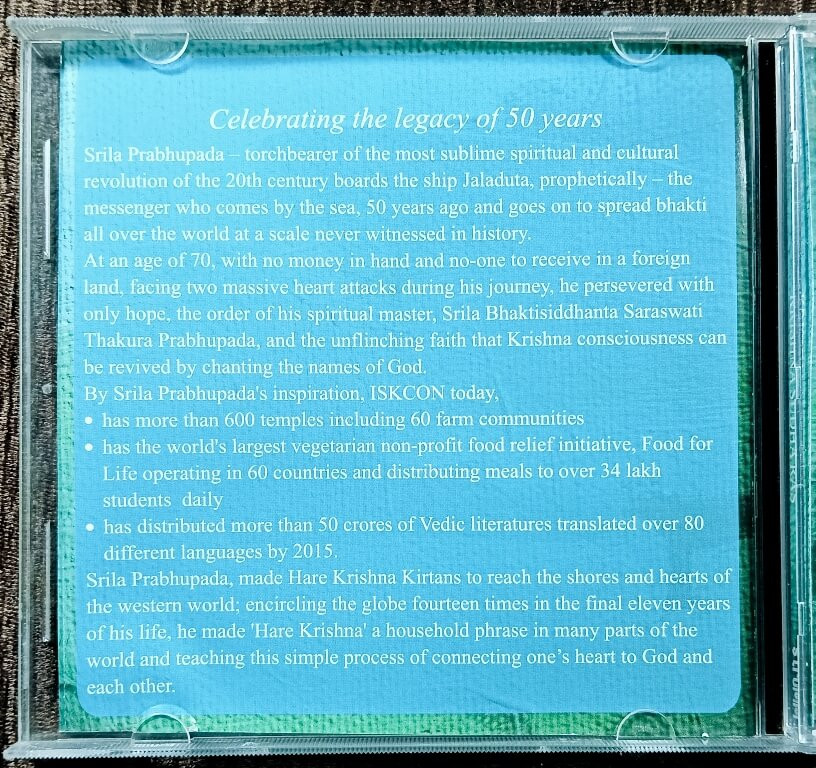 Celebrating the legacy of 50 years
Srila Prabhupada – torchbearer of the most sublime spiritual and cultural
revolution of the 20th century boards the ship Jaladuta, prophetically – the
messenger who comes by the sea, 50 years ago and goes on to spread bhakti
all over the world at a scale never witnessed in history.
At an age of 70, with no money in hand and no-one to receive in a foreign
land, facing two massive heart attacks during his journey, he persevered with
only hope, the order of his spiritual master, Srila Bhaktisiddhanta Saraswati
Thakura Prabhupada, and the unflinching faith that Krishna consciousness can
be revived by chanting the names of God.
By Srila Prabhupada's inspiration, ISKCON today,
• has more than 600 temples including 60 farm communities
• has the world's largest vegetarian non-profit food relief initiative, Food for
Life operating in 60 countries and distributing meals to over 34 lakh
students daily
• has distributed more than 50 crores of Vedic literatures translated over 80
different languages by 2015.
Srila Prabhupada, made Hare Krishna Kirtans to reach the shores and hearts of
the western world; encircling the globe fourteen times in the final eleven years
of his life, he made 'Hare Krishna' a household phrase in many parts of the
world and teaching this simple process of connecting one’s heart to God and
each other.